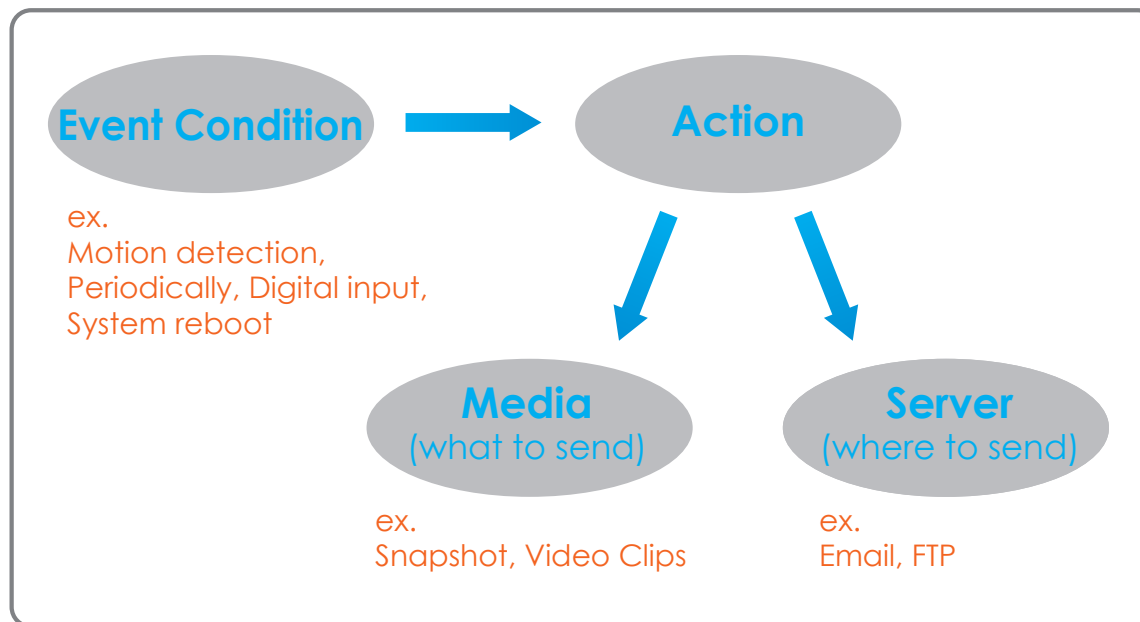 Event Condition
Action
ex.
Motion detection,
Periodically, Digital input,
System reboot
Media
(what to send)
Server
(where to send)
ex.
Snapshot, Video Clips
ex.
Email, FTP